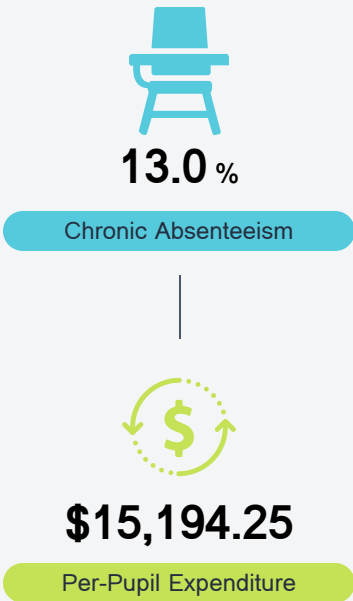 13.0 %
Chronic Absenteeism
$
$15,194.25
Per-Pupil Expenditure